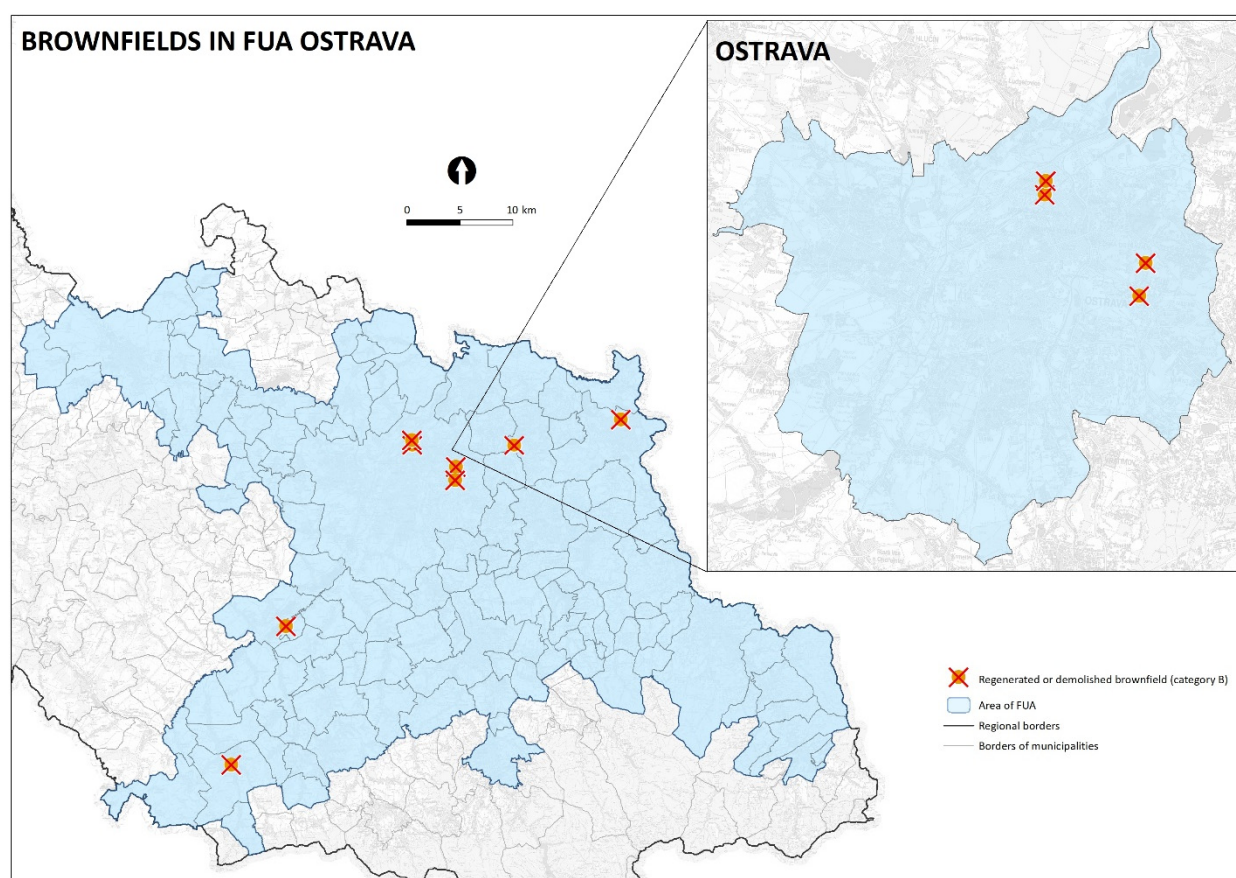 BROWNFIELDS IN FUA OSTRAVA
OSTRAVA
0 5 10 km
Regenerated or demolished brownfield (category B)
Area of FUA
Regional borders
Borders of municipalities